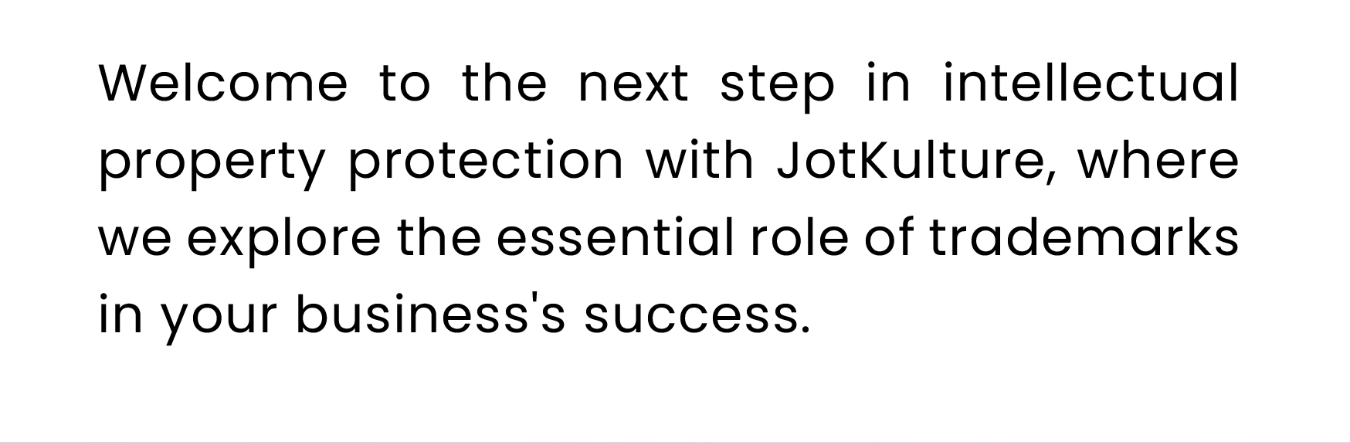 Welcome to the next step in intellectual
property protection with JotKulture, where
we explore the essential role of trademarks
in your business's success.